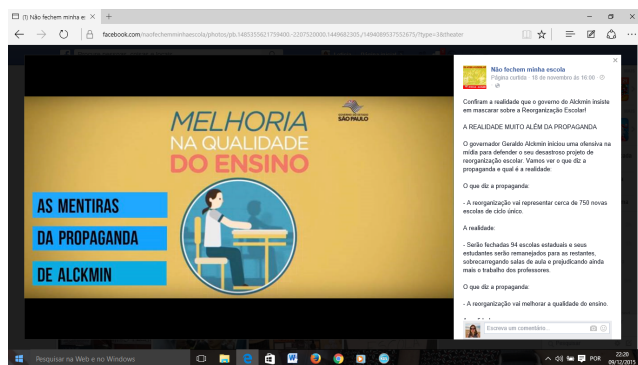 (1) Não fechem minha es
facebook.com/naofechemminhaescola/photos/pb.1485355621759400.-2207520000.1449682305./1494089537552675/?type=3&theater
MELHORIA
NA QUALIDADE
DO ENSINO
SÃO PAULO
AS MENTIRAS
DA PROPAGANDA
DE ALCKMIN
Não fechem minha escola
Página curtida · 18 de novembro às 16:00 ·
Confiram a realidade que o governo do Alckmin insiste
em mascarar sobre a Reorganização Escolar!
A REALIDADE MUITO ALÉM DA PROPAGANDA
O governador Geraldo Alckmin iniciou uma ofensiva na
mídia para defender o seu desastroso projeto de
reorganização escolar. Vamos ver o que diz a
propaganda e qual é a realidade:
O que diz a propaganda:
- A reorganização vai representar cerca de 750 novas
escolas de ciclo único.
A realidade:
- Serão fechadas 94 escolas estaduais e seus
estudantes serão remanejados para as restantes,
sobrecarregando salas de aula e prejudicando ainda
mais o trabalho dos professores.
O que diz a propaganda:
- A reorganização vai melhorar a qualidade do ensino.
Escreva um comentário...
Pesquisar na Web e no Windows
POR
22:20
09/12/2015